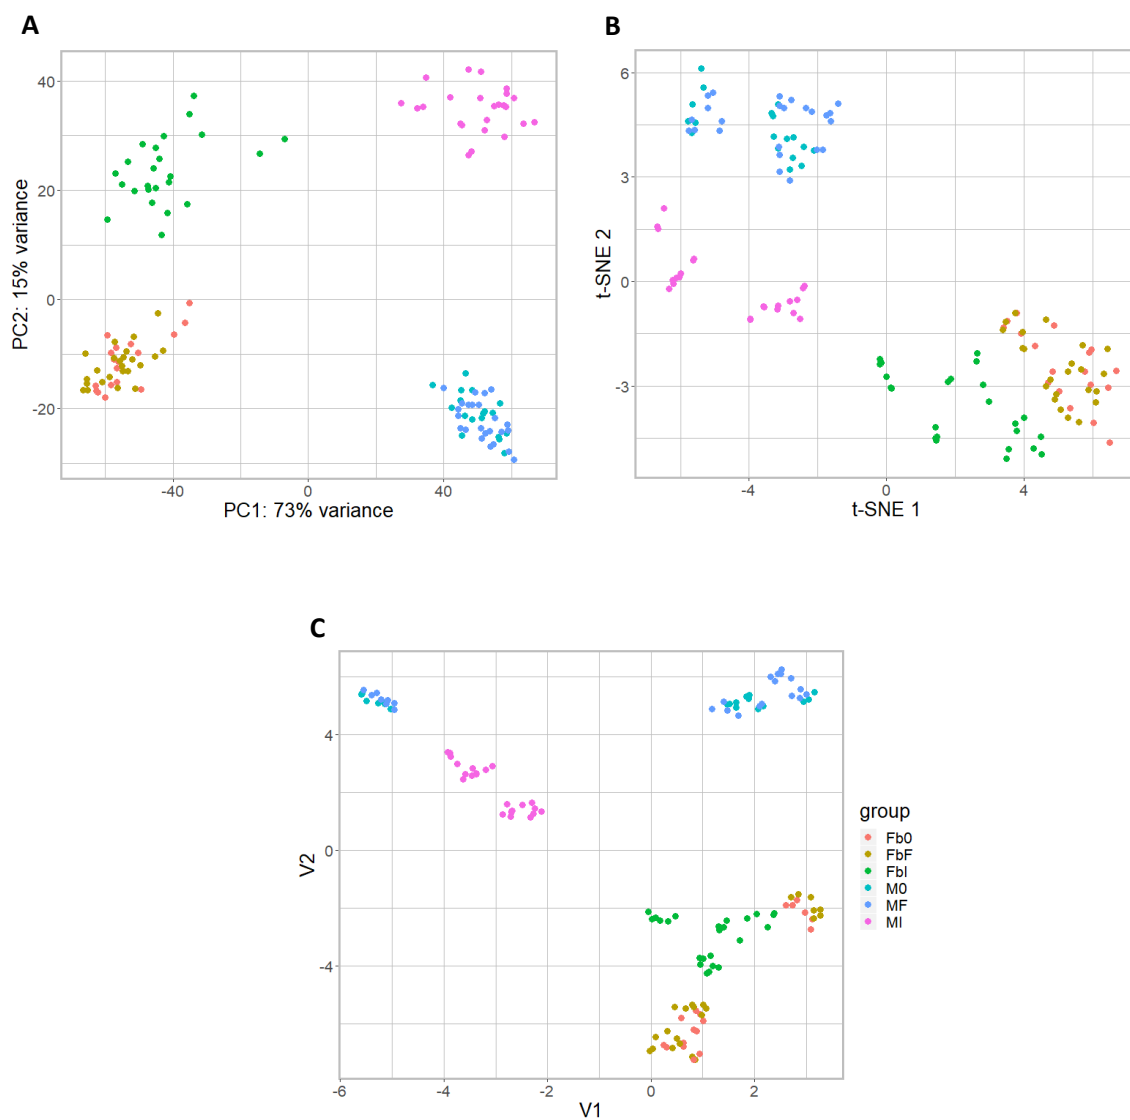 A
40
20
0
-20
-40
0
40
PC1: 73% variance
PC2: 15% variance
B
6
3
0
-3
-4
0
4
t-SNE 1
t-SNE 2
C
4
0
-4
-6
-4
-2
0
2
V1
V2
group
Fb0
FbF
FbI
M0
MF
MI